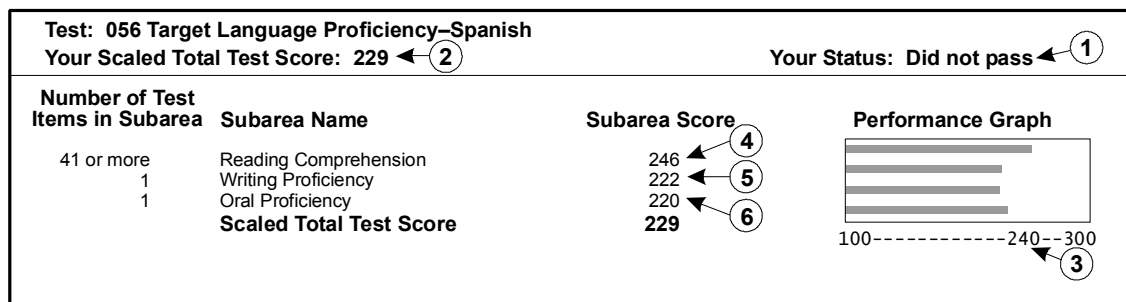 Test: 056 Target Language Proficiency–Spanish
Your Scaled Total Test Score: 229 2
Your Status: Did not pass 1
Number of Test Items in Subarea Subarea Name Subarea Score Performance Graph
41 or more Reading Comprehension 246 4
1 Writing Proficiency 222 5
1 Oral Proficiency 220 6
Scaled Total Test Score 229
100--------------240--300
3